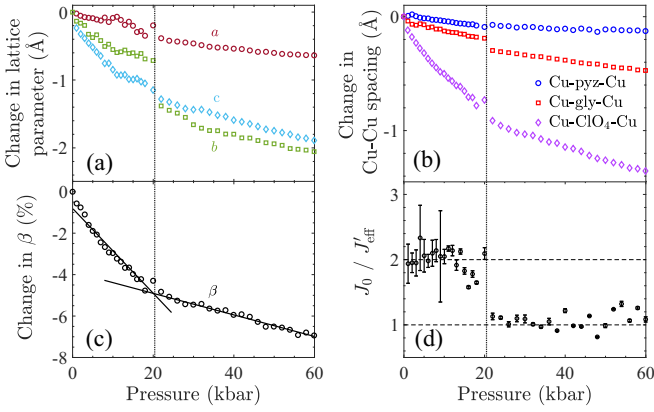 Change in lattice
parameter (Å)
0
-1
-2
a
c
b
(a)
Change in
Cu-Cu spacing (Å)
0
-1
Cu-pyz-Cu
Cu-gly-Cu
Cu-ClO4-Cu
(b)
Change in β (%)
0
-2
-4
-6
-8
β
(c)
0 20 40 60
Pressure (kbar)
J0 / J′eff
3
2
1
(d)
0 20 40 60
Pressure (kbar)